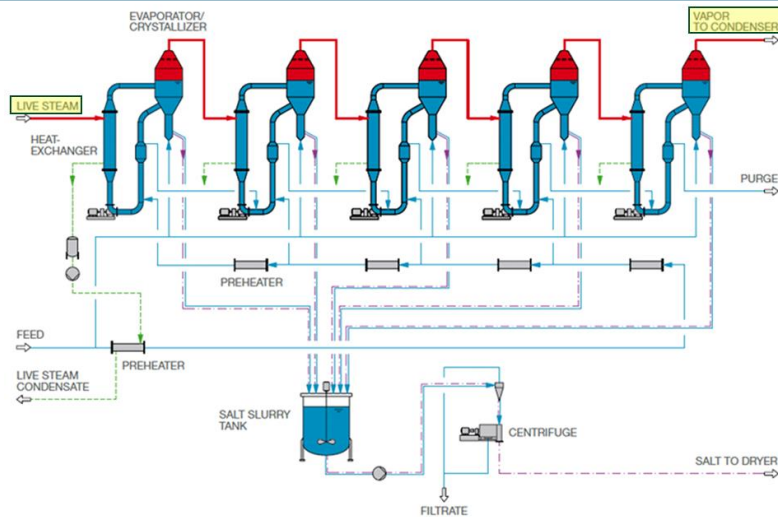 EVAPORATOR/
CRYSTALLIZER
VAPOR
TO CONDENSER
LIVE STEAM
HEAT-
EXCHANGER
PURGE
PREHEATER
FEED
PREHEATER
LIVE STEAM
CONDENSATE
SALT SLURRY
TANK
CENTRIFUGE
SALT TO DRYER
FILTRATE